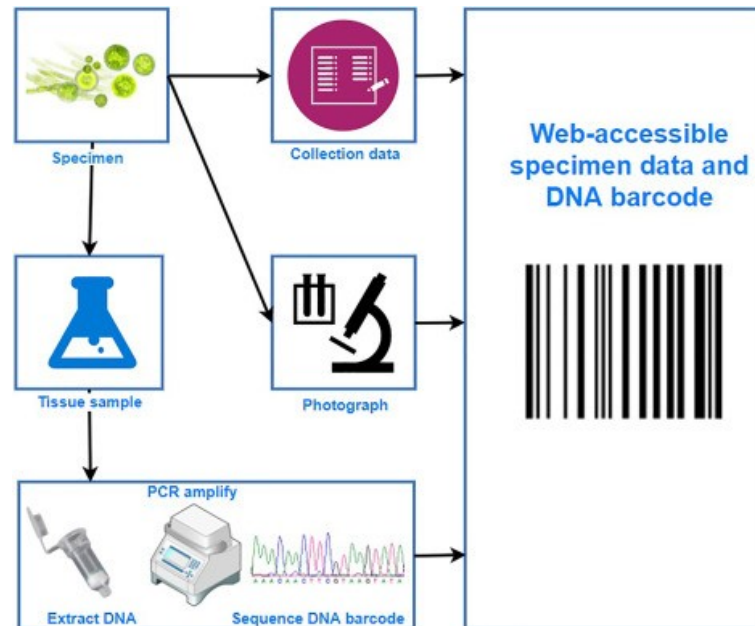 Specimen
Collection data
Web-accessible
specimen data and
DNA barcode
Tissue sample
Photograph
PCR amplify
Extract DNA
Sequence DNA barcode